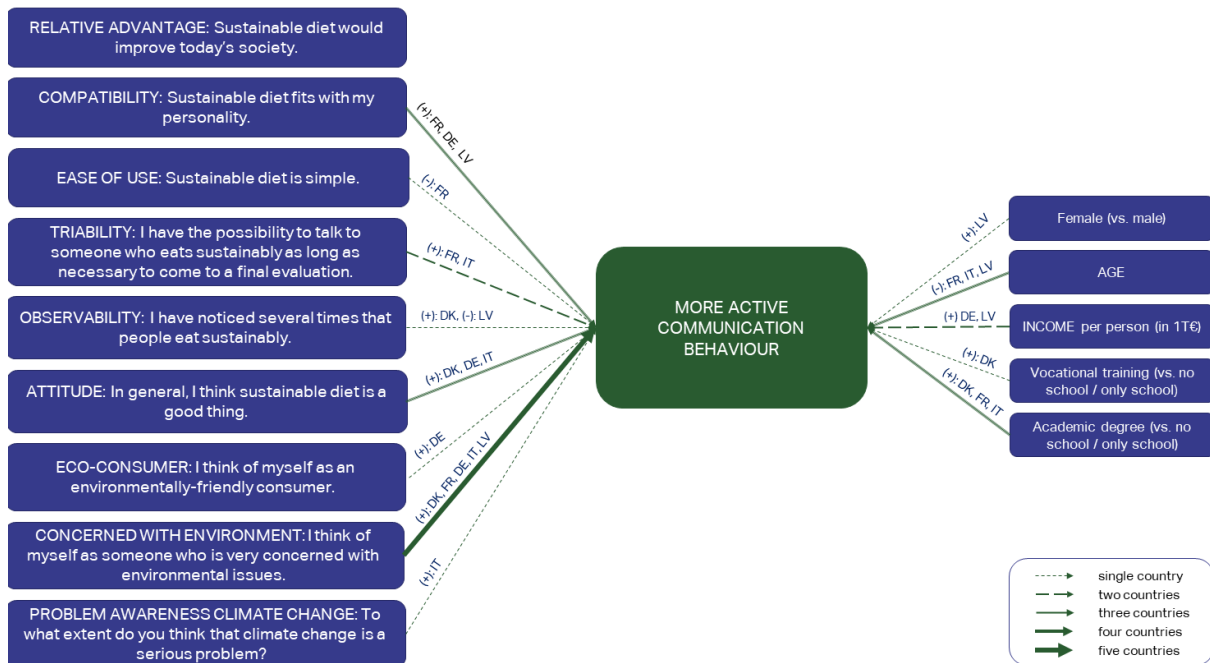 RELATIVE ADVANTAGE: Sustainable diet would
improve today's society.
COMPATIBILITY: Sustainable diet fits with my
personality.
EASE OF USE: Sustainable diet is simple.
TRIABILITY: I have the possibility to talk to
someone who eats sustainably as long as
necessary to come to a final evaluation.
OBSERVABILITY: I have noticed several times that
people eat sustainably.
ATTITUDE: In general, I think sustainable diet is a
good thing.
ECO-CONSUMER: I think of myself as an
environmentally-friendly consumer.
CONCERNED WITH ENVIRONMENT: I think of
myself as someone who is very concerned with
environmental issues.
PROBLEM AWARENESS CLIMATE CHANGE: To
what extent do you think that climate change is a
serious problem?
(+): FR, DE, LV
(-): FR
(+): FR, IT
(+): DK, (-): LV
(+): DK, DE, IT
(+): DE
(+): DK, FR, DE, IT, LV
(+): IT
MORE ACTIVE
COMMUNICATION
BEHAVIOUR
(+): LV
(-): FR, IT, LV
(+) DE, LV
(+): DK
(+): DK, FR, IT
Female (vs. male)
AGE
INCOME per person (in 1T€)
Vocational training (vs. no
school / only school)
Academic degree (vs. no
school / only school)
single country
two countries
three countries
four countries
five countries